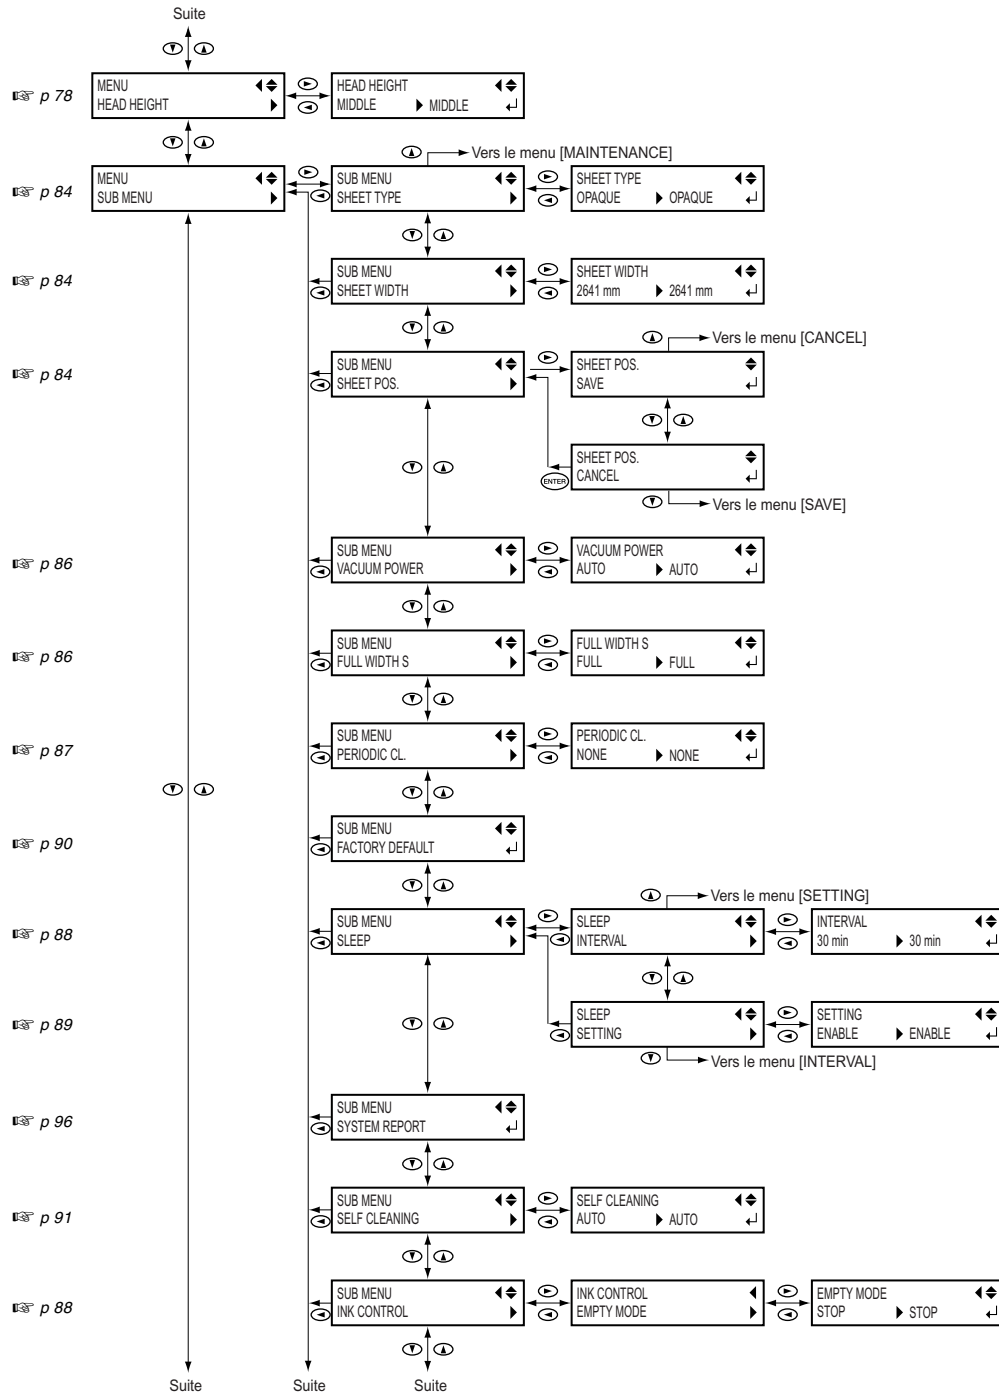 Suite
p 78
MENU
HEAD HEIGHT
HEAD HEIGHT
MIDDLE MIDDLE
Vers le menu [MAINTENANCE]
p 84
MENU
SUB MENU
SUB MENU
SHEET TYPE
SHEET TYPE
OPAQUE OPAQUE
p 84
SUB MENU
SHEET WIDTH
SHEET WIDTH
2641 mm 2641 mm
Vers le menu [CANCEL]
p 84
SUB MENU
SHEET POS.
SHEET POS.
SAVE
SHEET POS.
CANCEL
ENTER
Vers le menu [SAVE]
p 86
SUB MENU
VACUUM POWER
VACUUM POWER
AUTO AUTO
p 86
SUB MENU
FULL WIDTH S
FULL WIDTH S
FULL FULL
p 87
SUB MENU
PERIODIC CL.
PERIODIC CL.
NONE NONE
p 90
SUB MENU
FACTORY DEFAULT
Vers le menu [SETTING]
p 88
SUB MENU
SLEEP
SLEEP
INTERVAL
INTERVAL
30 min 30 min
p 89
SLEEP
SETTING
SETTING
ENABLE ENABLE
Vers le menu [INTERVAL]
p 96
SUB MENU
SYSTEM REPORT
p 91
SUB MENU
SELF CLEANING
SELF CLEANING
AUTO AUTO
p 88
SUB MENU
INK CONTROL
INK CONTROL
EMPTY MODE
EMPTY MODE
STOP STOP
Suite Suite Suite